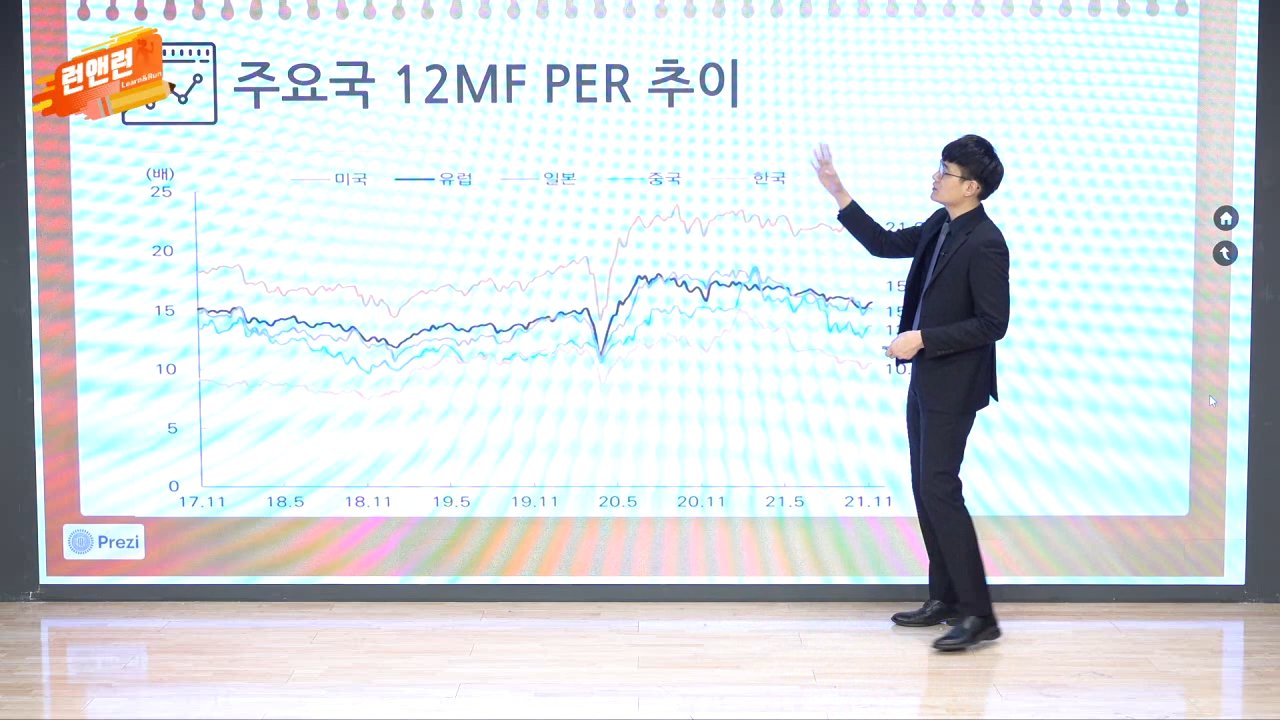 런앤런
Learn&Run
주요국 12MF PER 추이
(배)
미국 유럽 일본 중국 한국
25
20
15
10
5
0
17.11 18.5 18.11 19.5 19.11 20.5 20.11 21.5 21.11
Prezi